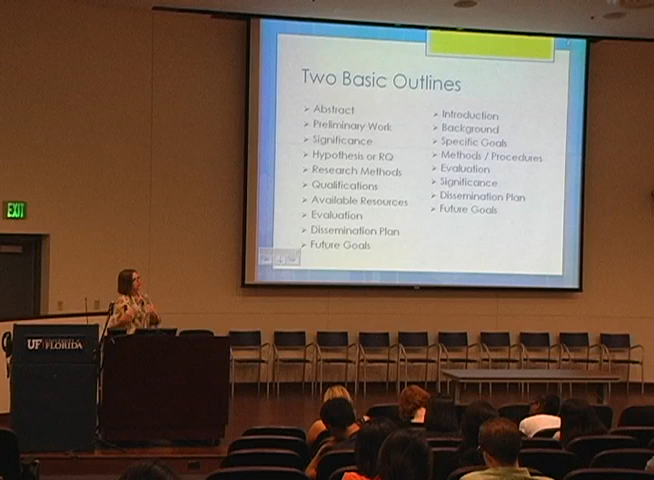 Two Basic Outlines
Abstract
Preliminary Work
Significance
Hypothesis or RQ
Research Methods
Qualifications
Available Resources
Evaluation
Dissemination Plan
Future Goals
Introduction
Background
Specific Goals
Methods / Procedures
Evaluation
Significance
Dissemination Plan
Future Goals
EXIT
UF FLORIDA